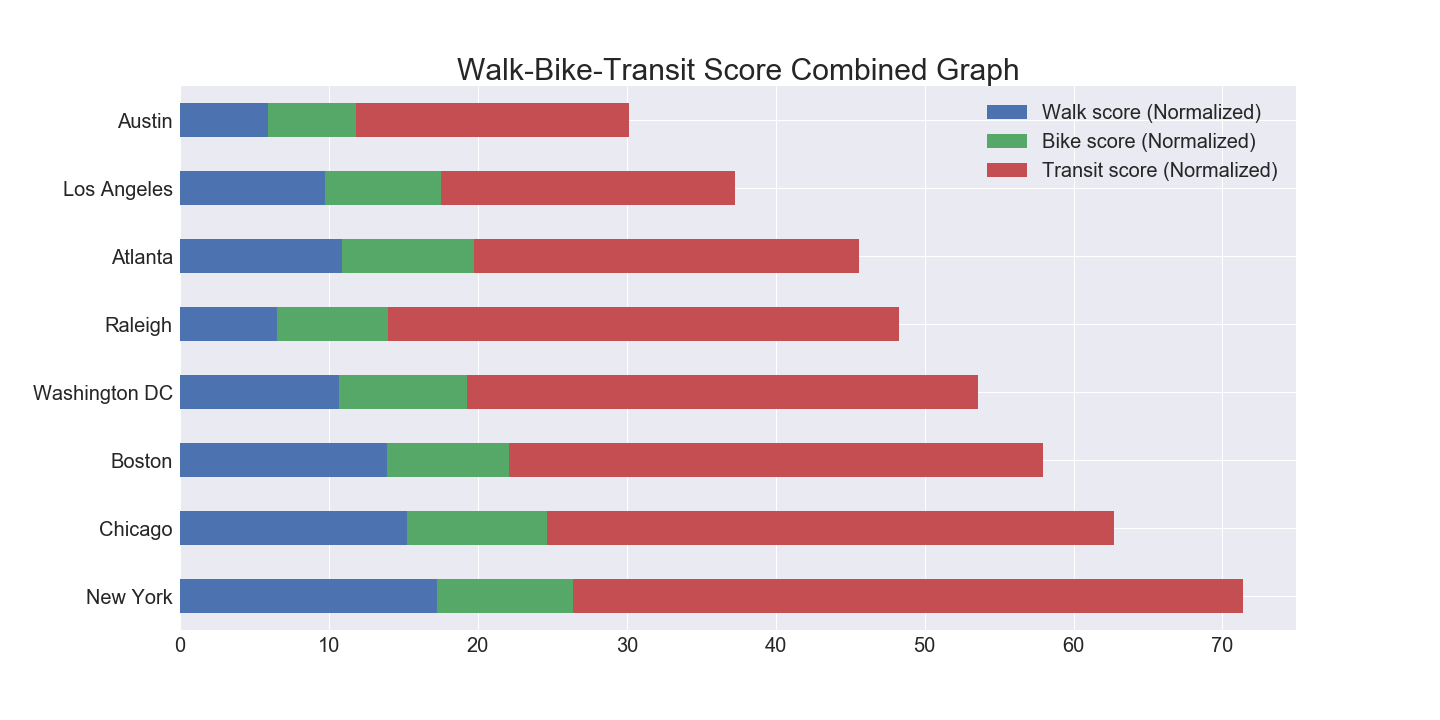 Walk-Bike-Transit Score Combined Graph
Walk score (Normalized)
Bike score (Normalized)
Transit score (Normalized)
Austin
Los Angeles
Atlanta
Raleigh
Washington DC
Boston
Chicago
New York
0 10 20 30 40 50 60 70